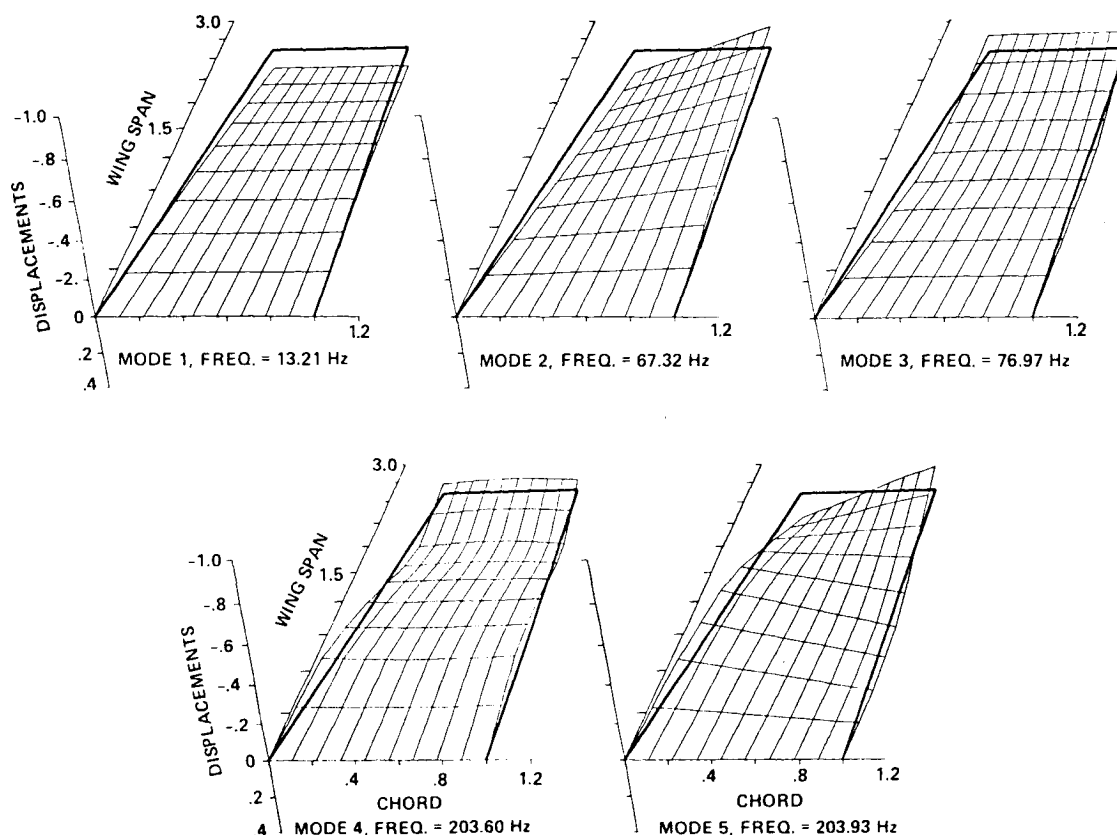 3.0
WING SPAN
1.5
-1.0
-.8
-.6
-.4
-.2
0
.2
.4
DISPLACEMENTS
1.2
1.2
1.2
MODE 1, FREQ. = 13.21 Hz
MODE 2, FREQ. = 67.32 Hz
MODE 3, FREQ. = 76.97 Hz
3.0
WING SPAN
1.5
-1.0
-.8
-.6
-.4
-.2
0
.2
4
DISPLACEMENTS
.4
.8
1.2
.4
.8
1.2
CHORD
CHORD
MODE 4, FREQ. = 203.60 Hz
MODE 5, FREQ. = 203.93 Hz